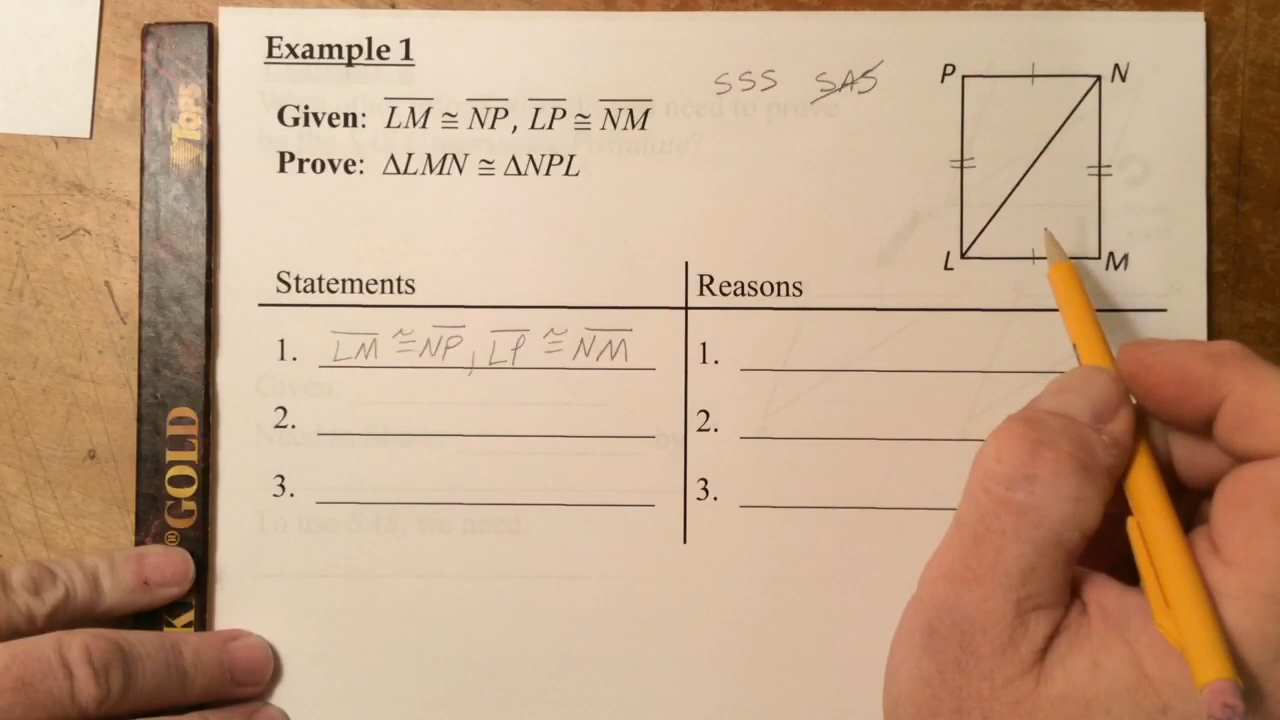 Example 1
SSS SAS
Given: LM ≅ NP, LP ≅ NM
Prove: ΔLMN ≅ ΔNPL
P N
L M
Statements Reasons
1. LM ≅ NP, LP ≅ NM 1.
2. 2.
3. 3.
TOPS
K ® GOLD